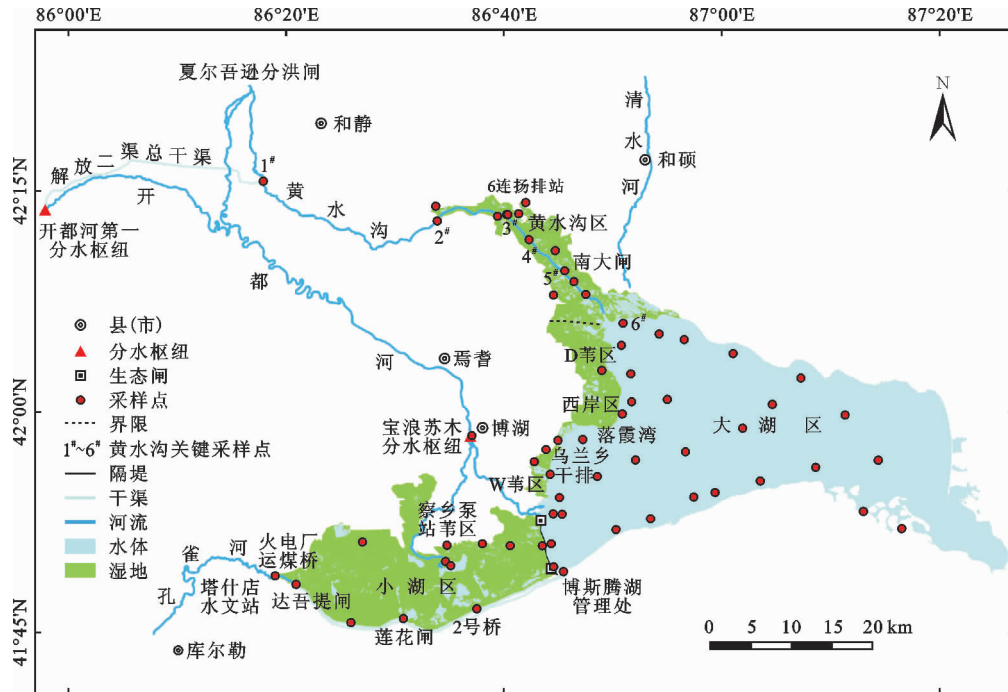 86°00′E
86°20′E
86°40′E
87°00′E
87°20′E
夏尔吾逊分洪闸
和静
清水河
和硕
N
解放二渠总干渠
1#
42°15′N
黄水沟
6连扬排站
开都河第一
分水枢纽
2#
3#
黄水沟区
4#
南大闸
5#
开都河
6#
县(市)
分水枢纽
生态闸
采样点
界限
1#~6# 黄水沟关键采样点
隔堤
干渠
河流
水体
湿地
焉耆
D苇区
42°00′N
西岸区
宝浪苏木
分水枢纽
博湖
落霞湾
大湖区
乌兰乡
干排
W苇区
察乡泵
站苇区
孔雀河
火电厂
运煤桥
塔什店
水文站
达吾提闸
小湖区
博斯腾湖
管理处
莲花闸
2号桥
41°45′N
库尔勒
0 5 10 15 20 km